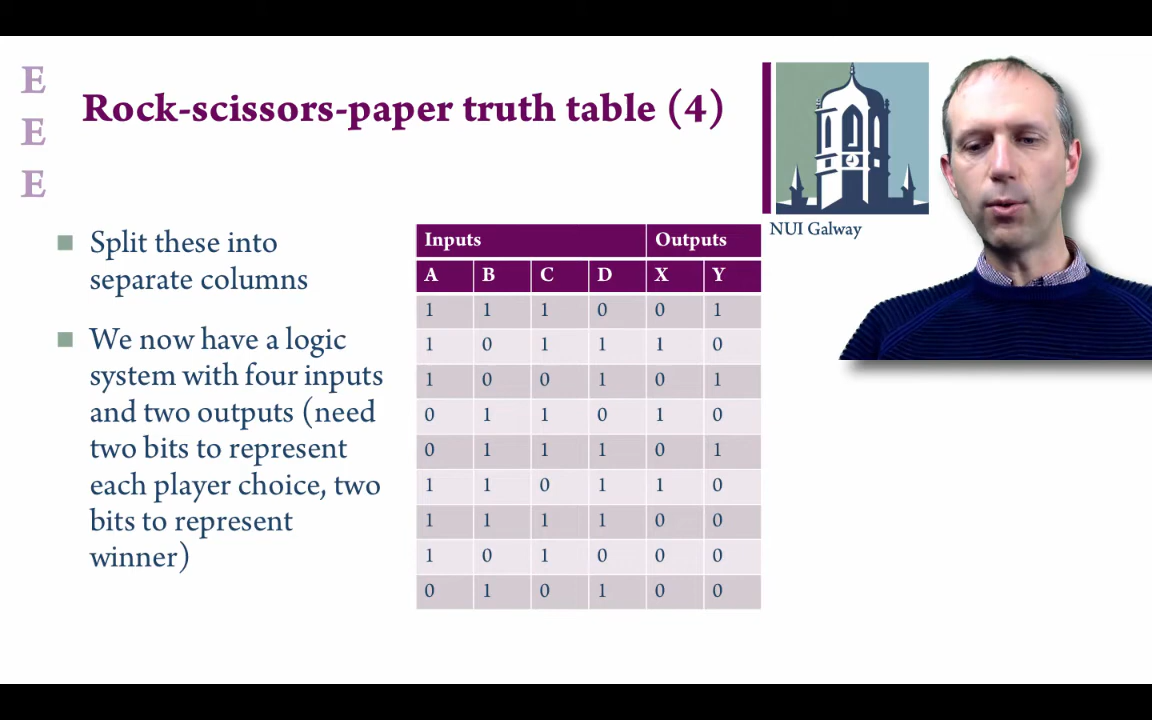 E
E
E
Rock-scissors-paper truth table (4)
NUI Galway
Split these into
separate columns
We now have a logic
system with four inputs
and two outputs (need
two bits to represent
each player choice, two
bits to represent
winner)
Inputs Outputs
A B C D X Y
1 1 1 0 0 1
1 0 1 1 1 0
1 0 0 1 0 1
0 1 1 0 1 0
0 1 1 1 0 1
1 1 0 1 1 0
1 1 1 1 0 0
1 0 1 0 0 0
0 1 0 1 0 0